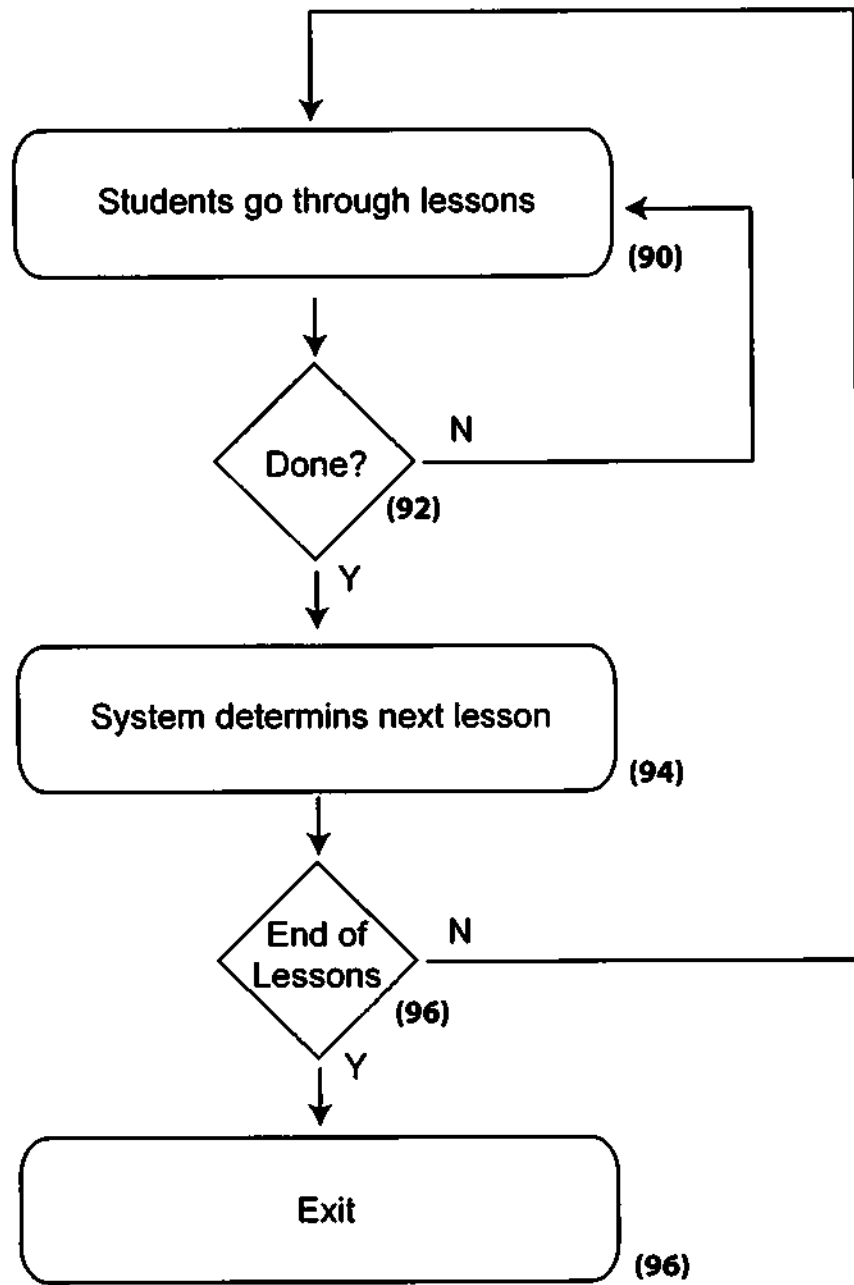 Students go through lessons
(90)
N
Done?
(92)
Y
System determins next lesson
(94)
End of
Lessons
N
(96)
Y
Exit
(96)